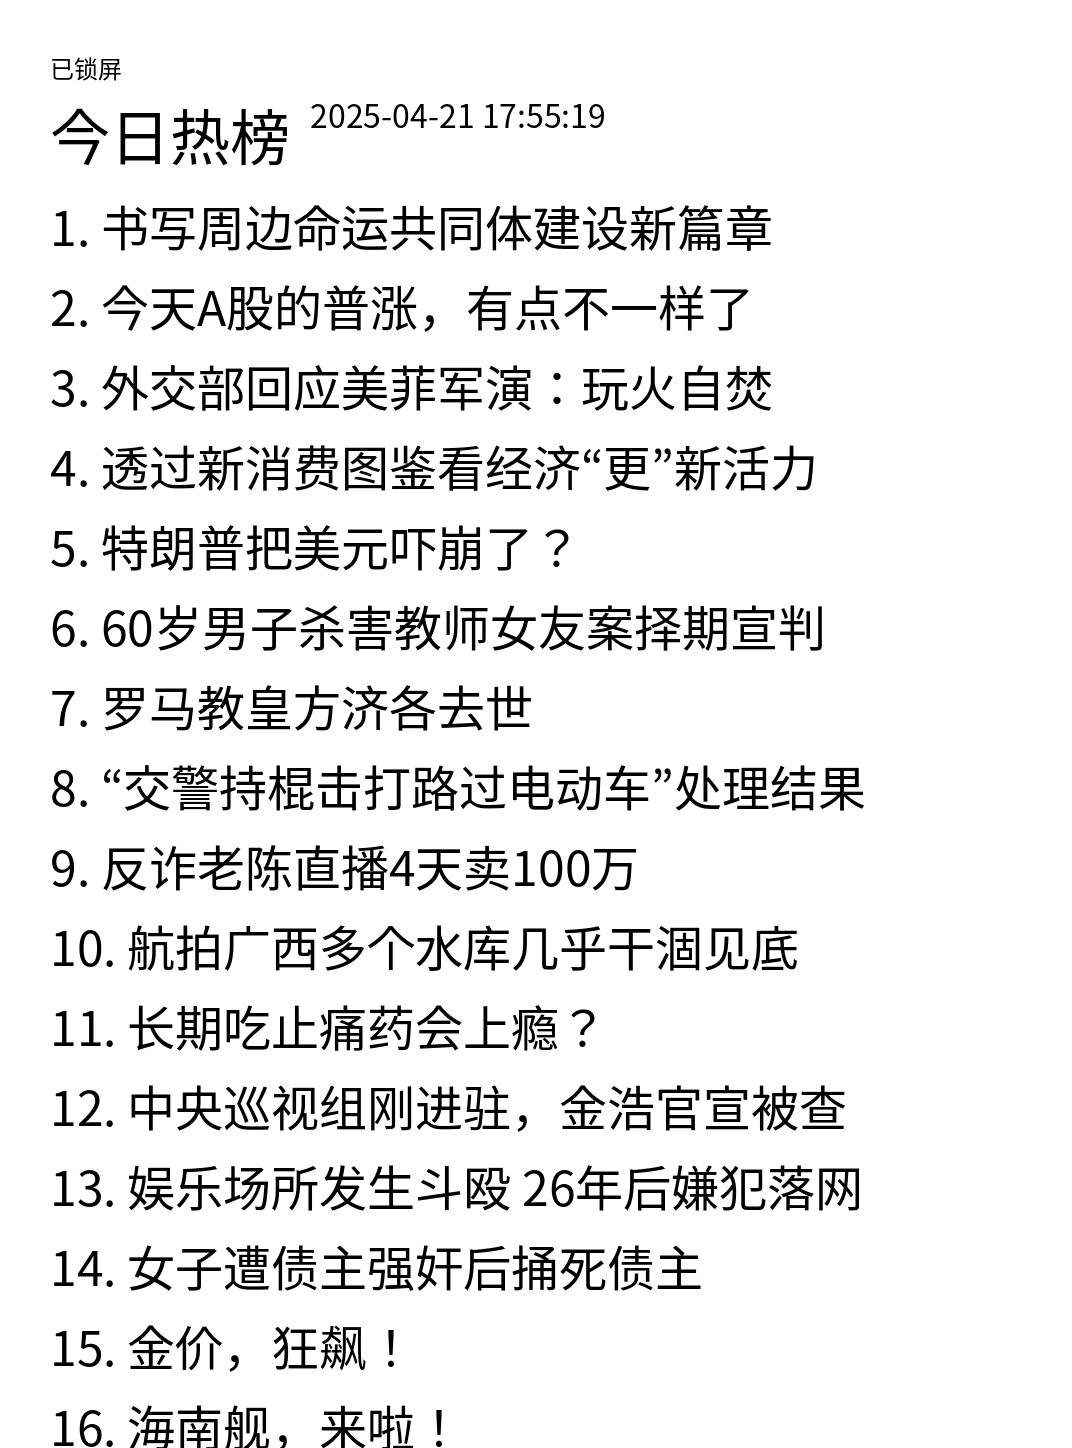 已锁屏
今日热榜 2025-04-21 17:55:19
1. 书写周边命运共同体建设新篇章
2. 今天A股的普涨，有点不一样了
3. 外交部回应美菲军演：玩火自焚
4. 透过新消费图鉴看经济“更”新活力
5. 特朗普把美元吓崩了？
6. 60岁男子杀害教师女友案择期宣判
7. 罗马教皇方济各去世
8. “交警持棍击打路过电动车”处理结果
9. 反诈老陈直播4天卖100万
10. 航拍广西多个水库几乎干涸见底
11. 长期吃止痛药会上瘾？
12. 中央巡视组刚进驻，金浩官宣被查
13. 娱乐场所发生斗殴 26年后嫌犯落网
14. 女子遭债主强奸后捅死债主
15. 金价，狂飙！
16. 海南舰，来啦！